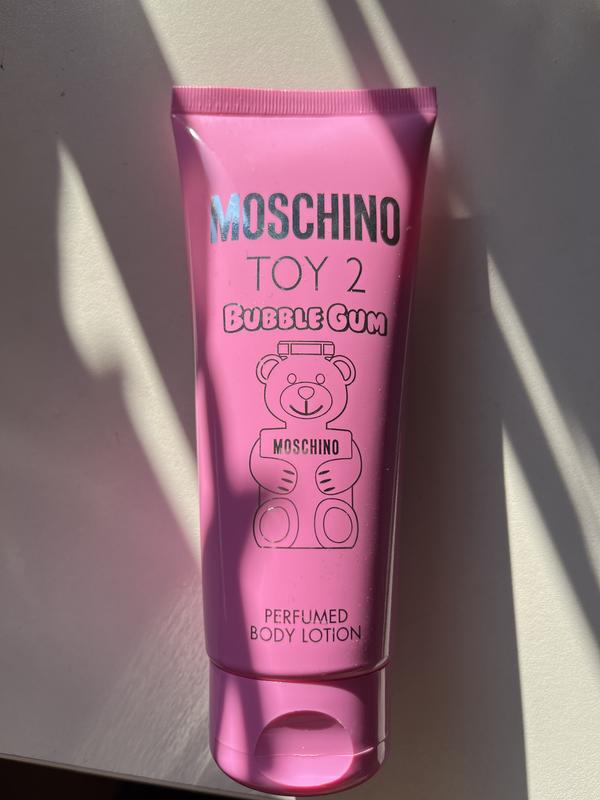 MOSCHINO
TOY 2
BUBBLE GUM
MOSCHINO
PERFUMED
BODY LOTION